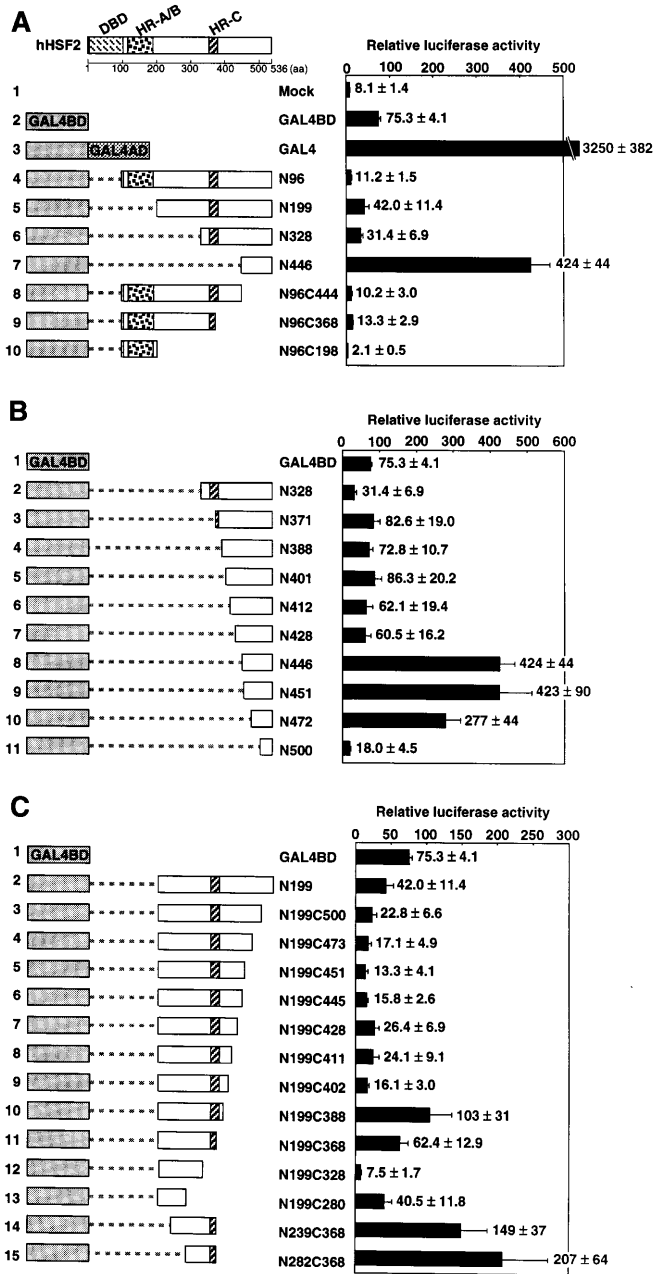 A
DBD HR-A/B HR-C
hHSF2
1 100 200 300 400 500 536 (aa)
Relative luciferase activity
0 100 200 300 400 500
1 Mock 8.1 ± 1.4
2 GAL4BD GAL4BD 75.3 ± 4.1
3 GAL4AD GAL4 3250 ± 382
4 N96 11.2 ± 1.5
5 N199 42.0 ± 11.4
6 N328 31.4 ± 6.9
7 N446 424 ± 44
8 N96C444 10.2 ± 3.0
9 N96C368 13.3 ± 2.9
10 N96C198 2.1 ± 0.5
B
Relative luciferase activity
0 100 200 300 400 500 600
1 GAL4BD GAL4BD 75.3 ± 4.1
2 N328 31.4 ± 6.9
3 N371 82.6 ± 19.0
4 N388 72.8 ± 10.7
5 N401 86.3 ± 20.2
6 N412 62.1 ± 19.4
7 N428 60.5 ± 16.2
8 N446 424 ± 44
9 N451 423 ± 90
10 N472 277 ± 44
11 N500 18.0 ± 4.5
C
Relative luciferase activity
0 50 100 150 200 250 300
1 GAL4BD GAL4BD 75.3 ± 4.1
2 N199 42.0 ± 11.4
3 N199C500 22.8 ± 6.6
4 N199C473 17.1 ± 4.9
5 N199C451 13.3 ± 4.1
6 N199C445 15.8 ± 2.6
7 N199C428 26.4 ± 6.9
8 N199C411 24.1 ± 9.1
9 N199C402 16.1 ± 3.0
10 N199C388 103 ± 31
11 N199C368 62.4 ± 12.9
12 N199C328 7.5 ± 1.7
13 N199C280 40.5 ± 11.8
14 N239C368 149 ± 37
15 N282C368 207 ± 64